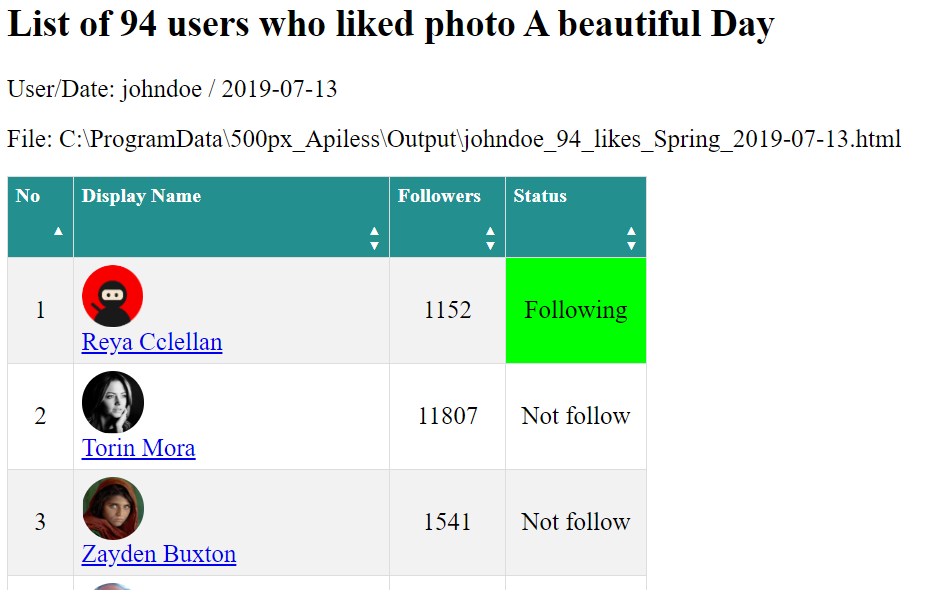 List of 94 users who liked photo A beautiful Day
User/Date: johndoe / 2019-07-13
File: C:\ProgramData\500px_Apiless\Output\johndoe_94_likes_Spring_2019-07-13.html
No Display Name Followers Status
1 Reya Cclellan 1152 Following
2 Torin Mora 11807 Not follow
3 Zayden Buxton 1541 Not follow